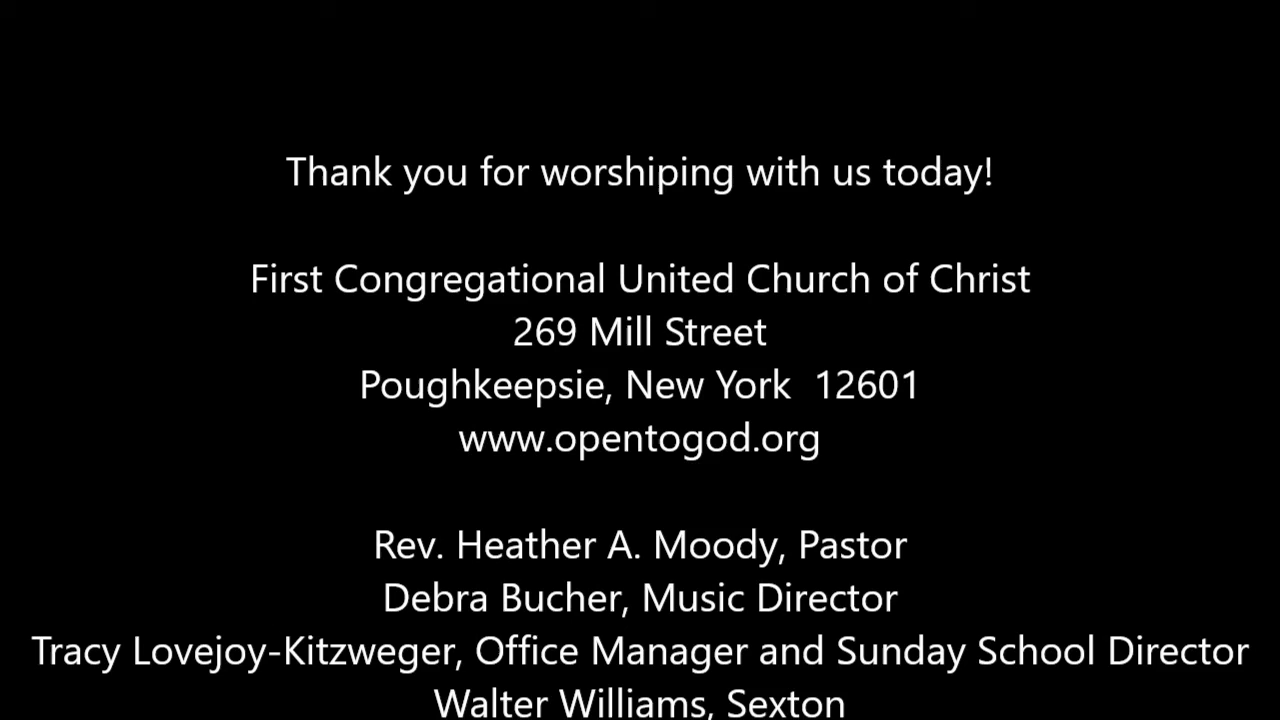 Thank you for worshiping with us today!
First Congregational United Church of Christ
269 Mill Street
Poughkeepsie, New York  12601
www.opentogod.org
Rev. Heather A. Moody, Pastor
Debra Bucher, Music Director
Tracy Lovejoy-Kitzweger, Office Manager and Sunday School Director
Walter Williams, Sexton